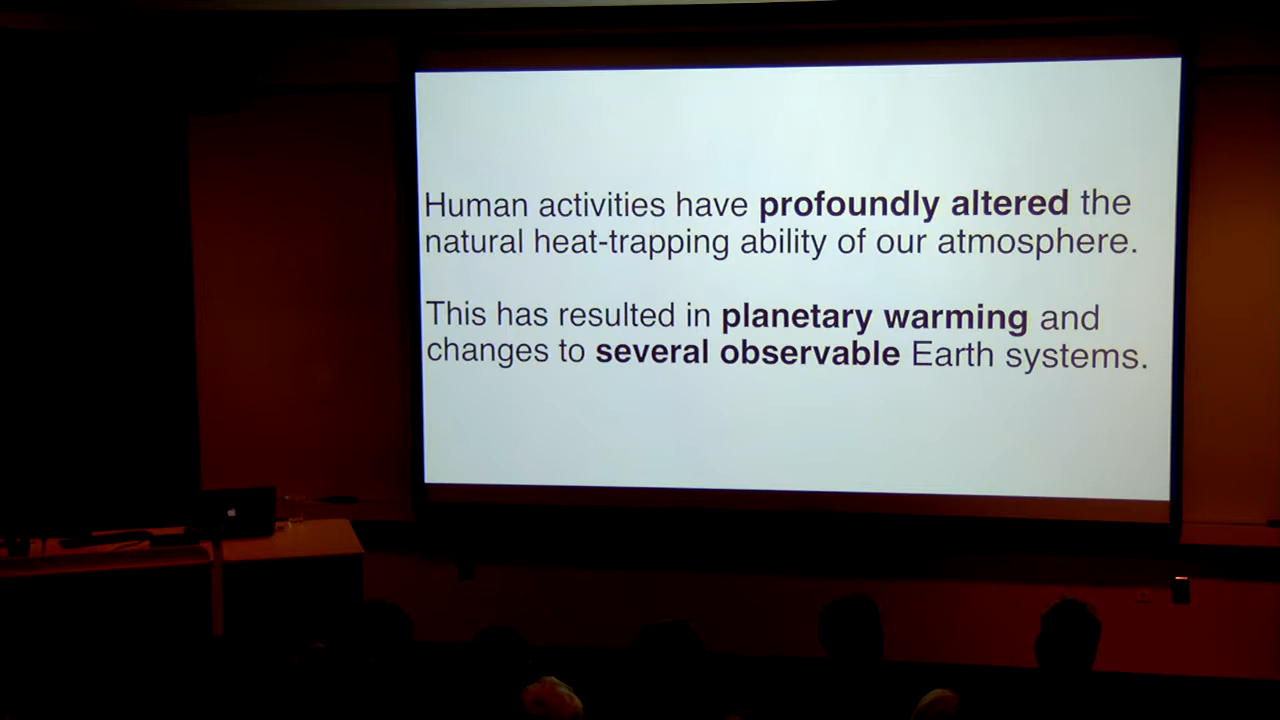 Human activities have profoundly altered the
natural heat-trapping ability of our atmosphere.
This has resulted in planetary warming and
changes to several observable Earth systems.